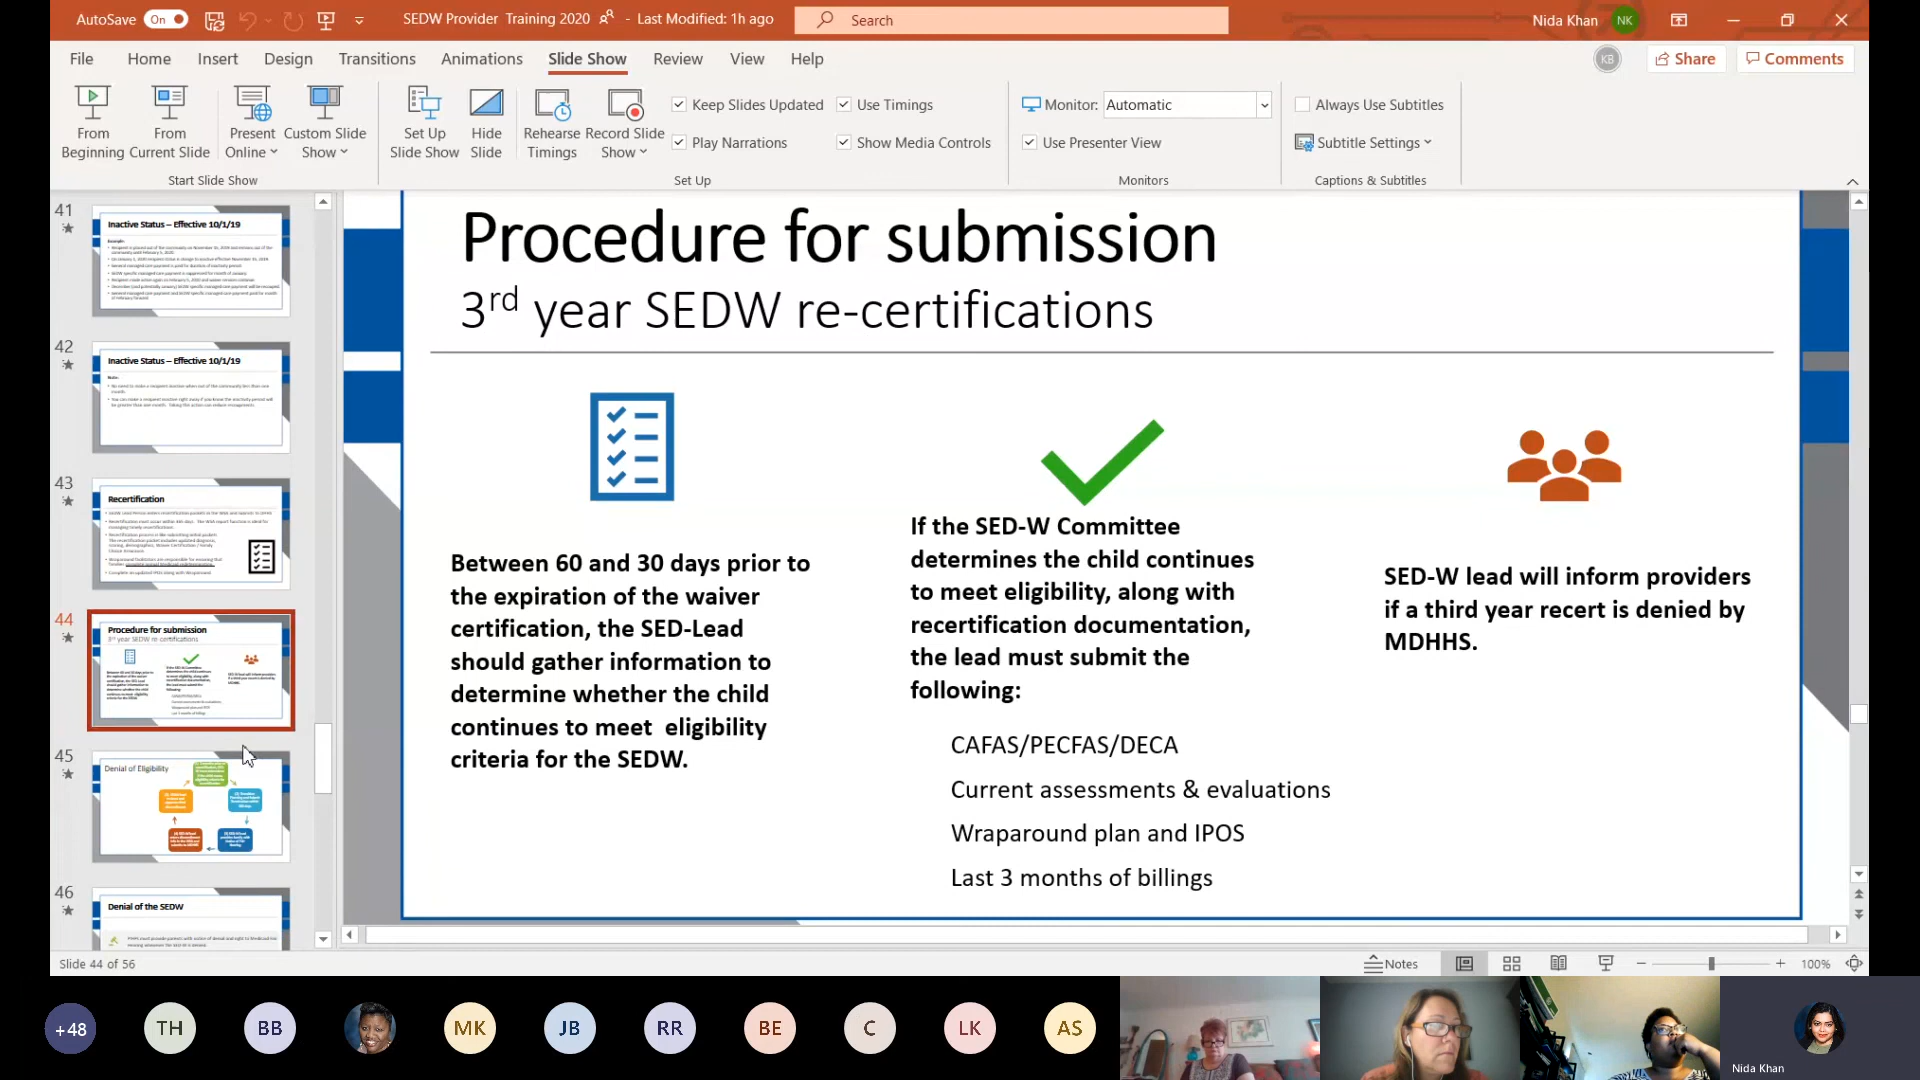 AutoSave On SEDW Provider Training 2020 - Last Modified: 1h ago Search Nida Khan NK
File Home Insert Design Transitions Animations Slide Show Review View Help KB Share Comments
From Beginning
From Current Slide
Present Online
Custom Slide Show
Set Up Slide Show
Hide Slide
Rehearse Timings
Record Slide Show
Keep Slides Updated
Use Timings
Play Narrations
Show Media Controls
Monitor: Automatic
Use Presenter View
Always Use Subtitles
Subtitle Settings
Start Slide Show Set Up Monitors Captions & Subtitles
41
Inactive Status – Effective 10/1/19
42
Inactive Status – Effective 10/1/19
43
Recertification
44
Procedure for submission
3rd year SEDW re-certifications
45
Denial of Eligibility
46
Denial of the SEDW
Procedure for submission
3rd year SEDW re-certifications
Between 60 and 30 days prior to
the expiration of the waiver
certification, the SED-Lead
should gather information to
determine whether the child
continues to meet eligibility
criteria for the SEDW.
If the SED-W Committee
determines the child continues
to meet eligibility, along with
recertification documentation,
the lead must submit the
following:
CAFAS/PECFAS/DECA
Current assessments & evaluations
Wraparound plan and IPOS
Last 3 months of billings
SED-W lead will inform providers
if a third year recert is denied by
MDHHS.
Slide 44 of 56 Notes 100%
+48 TH BB MK JB RR BE C LK AS
Nida Khan